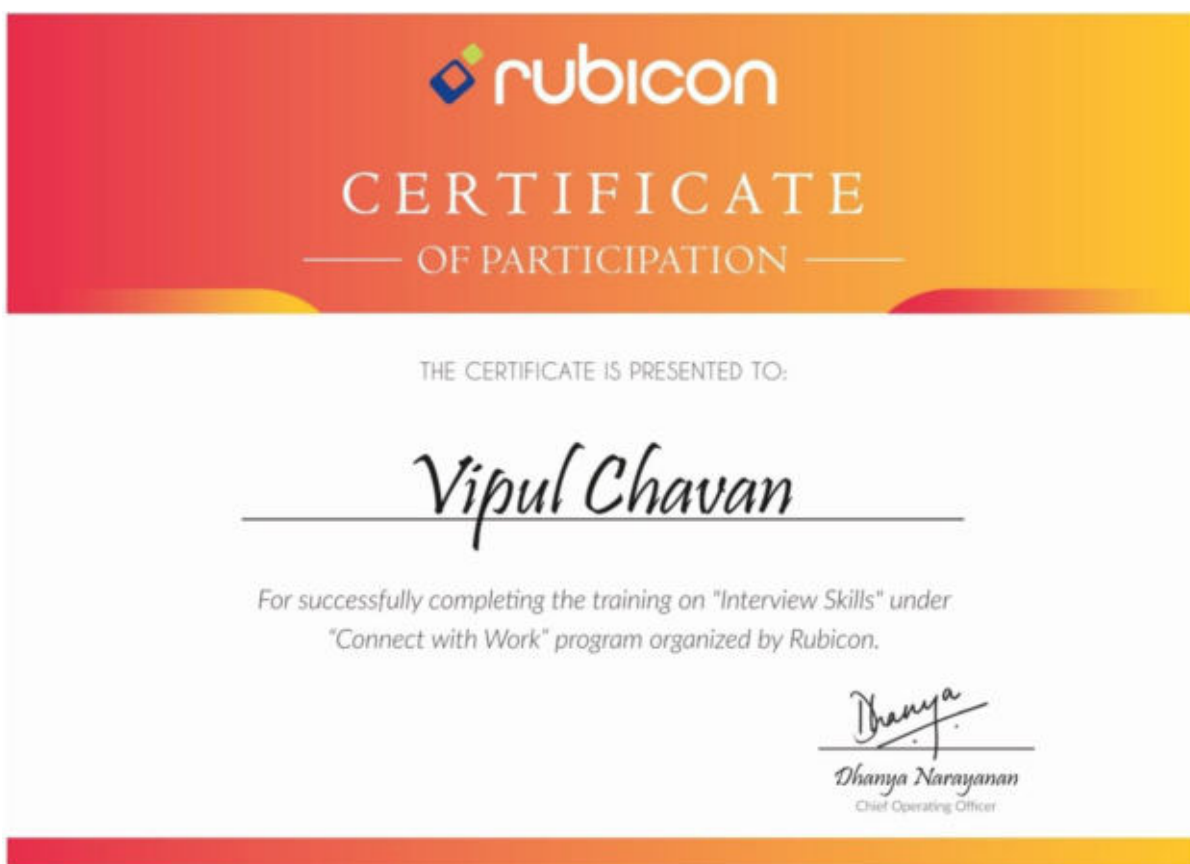 rubicon
CERTIFICATE
OF PARTICIPATION
THE CERTIFICATE IS PRESENTED TO:
Vipul Chavan
For successfully completing the training on "Interview Skills" under
"Connect with Work" program organized by Rubicon.
Dhanya
Dhanya Narayanan
Chief Operating Officer